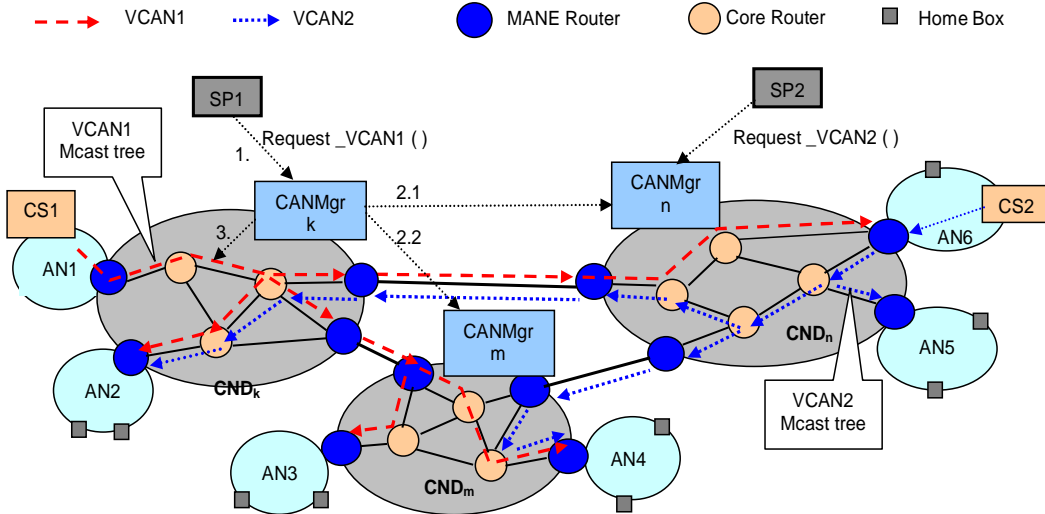 VCAN1
VCAN2
MANE Router
Core Router
Home Box
SP1
SP2
VCAN1
Mcast tree
Request _VCAN1 ( )
1.
Request _VCAN2 ( )
CANMgr
k
2.1
CANMgr
n
CS1
CS2
2.2
3.
AN1
AN6
CANMgr
m
CNDn
AN5
AN2
CNDk
VCAN2
Mcast tree
AN3
AN4
CNDm